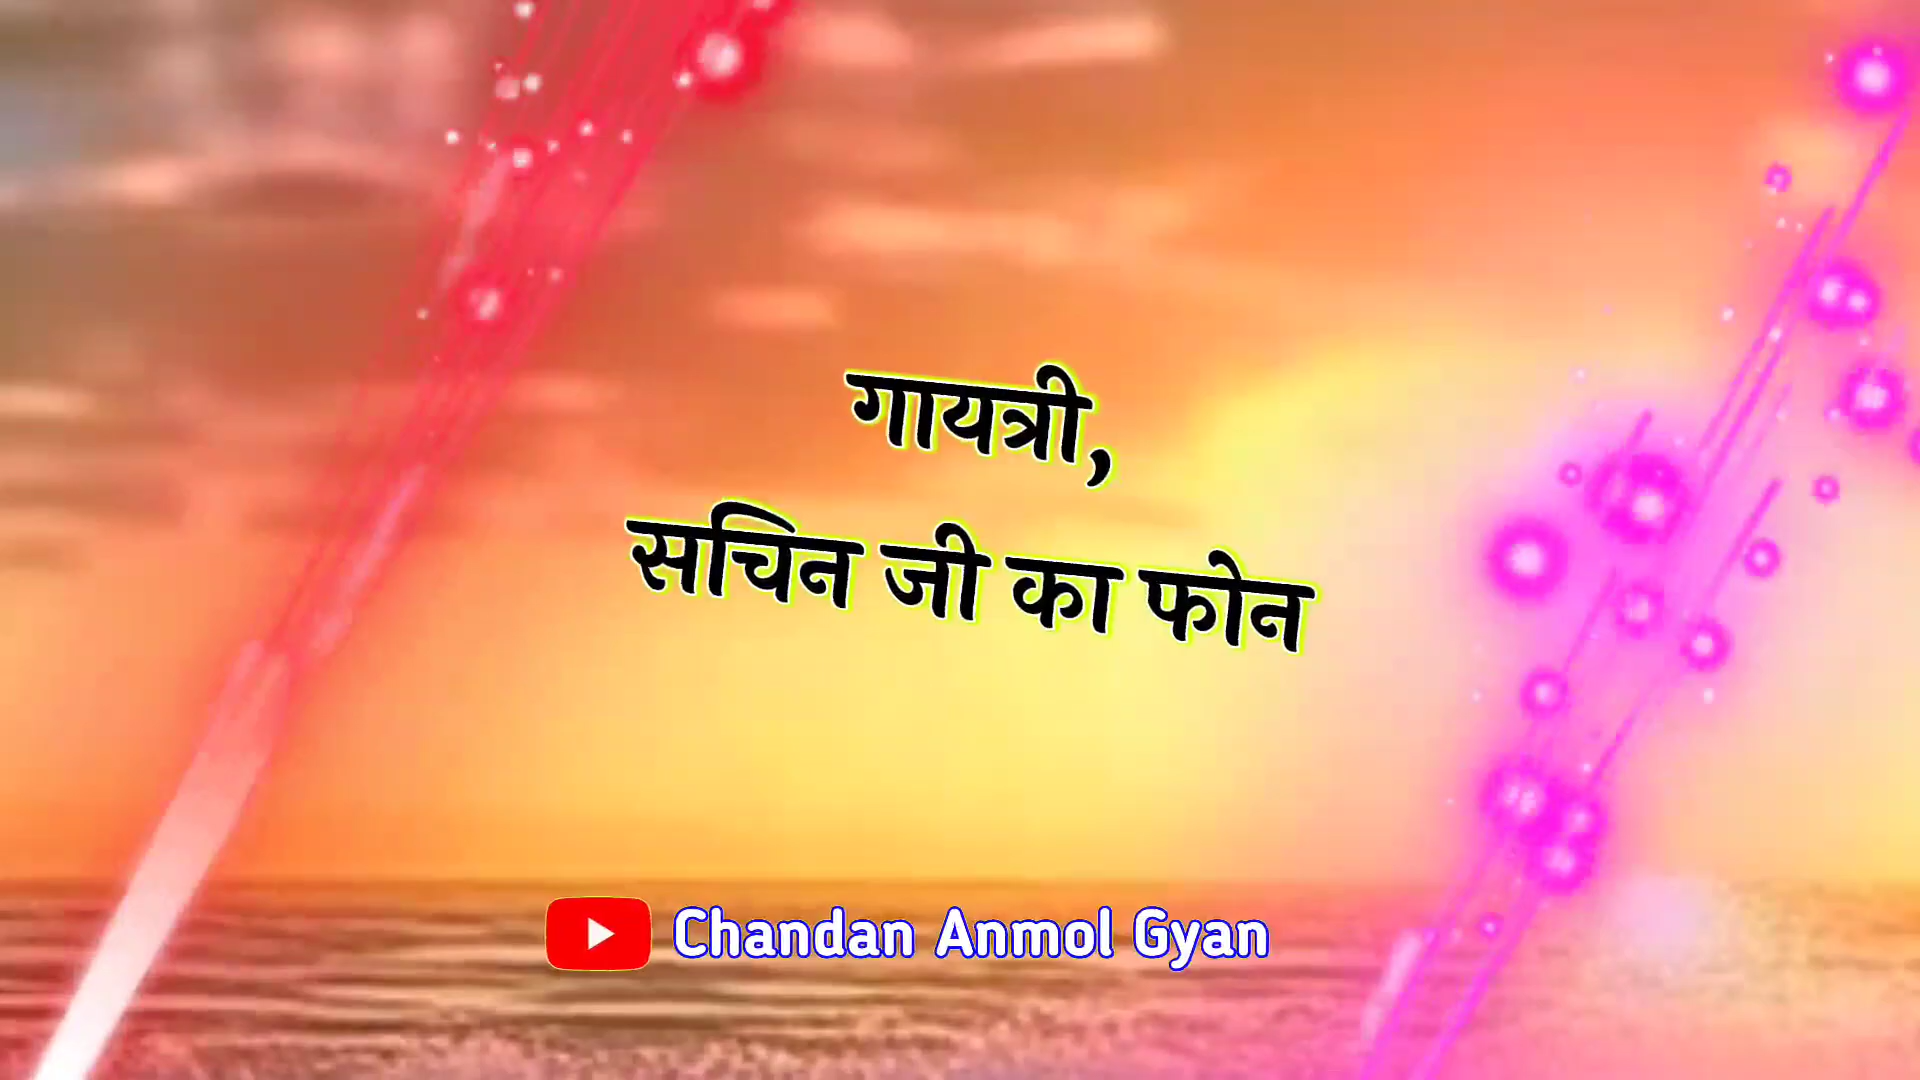 गायत्री,
सचिन जी का फोन
Chandan Anmol Gyan